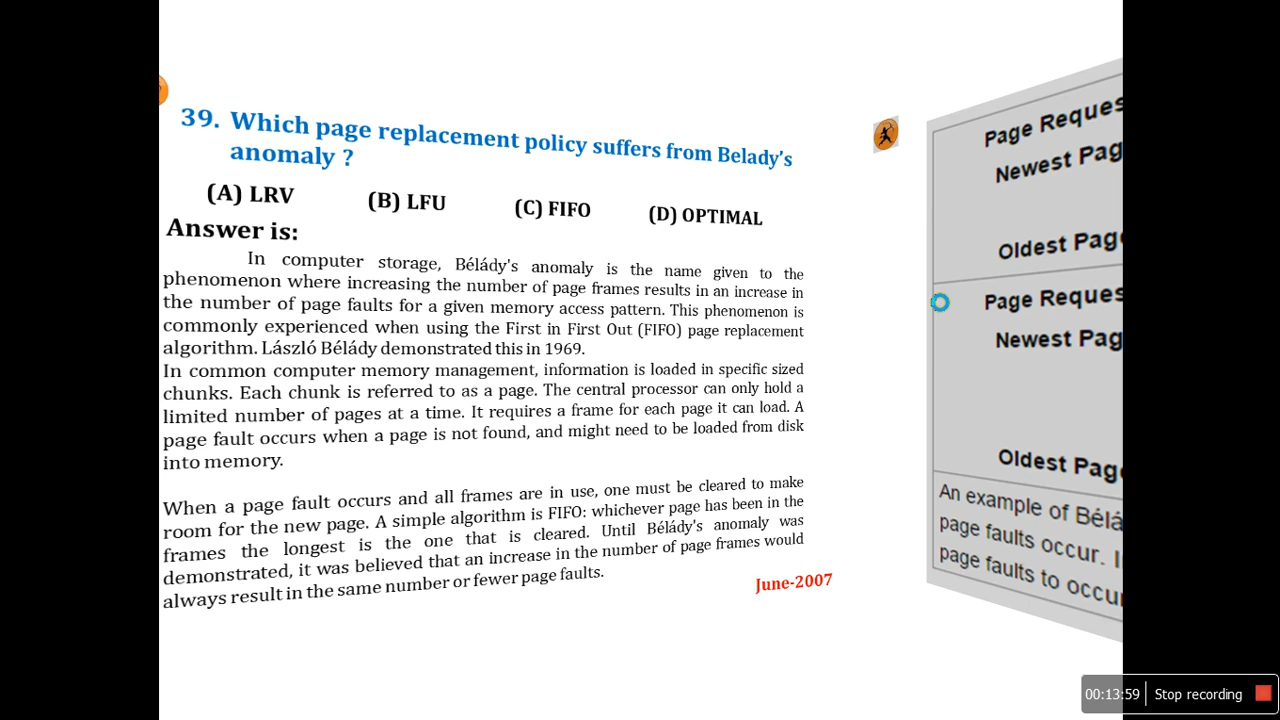 39. Which page replacement policy suffers from Belady's
anomaly ?
(A) LRV (B) LFU (C) FIFO (D) OPTIMAL
Answer is:
In computer storage, Bélády's anomaly is the name given to the
phenomenon where increasing the number of page frames results in an increase in
the number of page faults for a given memory access pattern. This phenomenon is
commonly experienced when using the First in First Out (FIFO) page replacement
algorithm. László Bélády demonstrated this in 1969.
In common computer memory management, information is loaded in specific sized
chunks. Each chunk is referred to as a page. The central processor can only hold a
limited number of pages at a time. It requires a frame for each page it can load. A
page fault occurs when a page is not found, and might need to be loaded from disk
into memory.
When a page fault occurs and all frames are in use, one must be cleared to make
room for the new page. A simple algorithm is FIFO: whichever page has been in the
frames the longest is the one that is cleared. Until Bélády's anomaly was
demonstrated, it was believed that an increase in the number of page frames would
always result in the same number or fewer page faults.
June-2007
Page Reques
Newest Pag
Oldest Pag
Page Reques
Newest Pag
Oldest Pag
An example of Bélá
page faults occur. I
page faults to occu
00:13:59 Stop recording